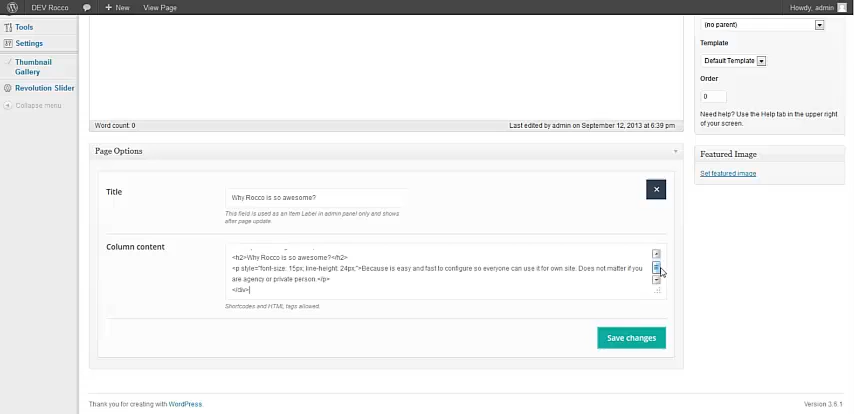 DEV Rocco
+ New
View Page
Howdy, admin
Tools
Settings
Thumbnail
Gallery
Revolution Slider
Collapse menu
Word count: 0
Last edited by admin on September 12, 2013 at 6:39 pm
(no parent)
Template
Default Template
Order
0
Need help? Use the Help tab in the upper right
of your screen.
Featured Image
Set featured image
Page Options
Title
Why Rocco is so awesome?
This field is used as an Item Label in admin panel only and shows
after page update.
Column content
<h2>Why Rocco is so awesome?</h2>
<p style="font-size: 15px; line-height: 24px;">Because is easy and fast to configure so everyone can use it for own site. Does not matter if you
are agency or private person.</p>
</div>
Shortcodes and HTML tags allowed.
Save changes
Thank you for creating with WordPress.
Version 3.6.1